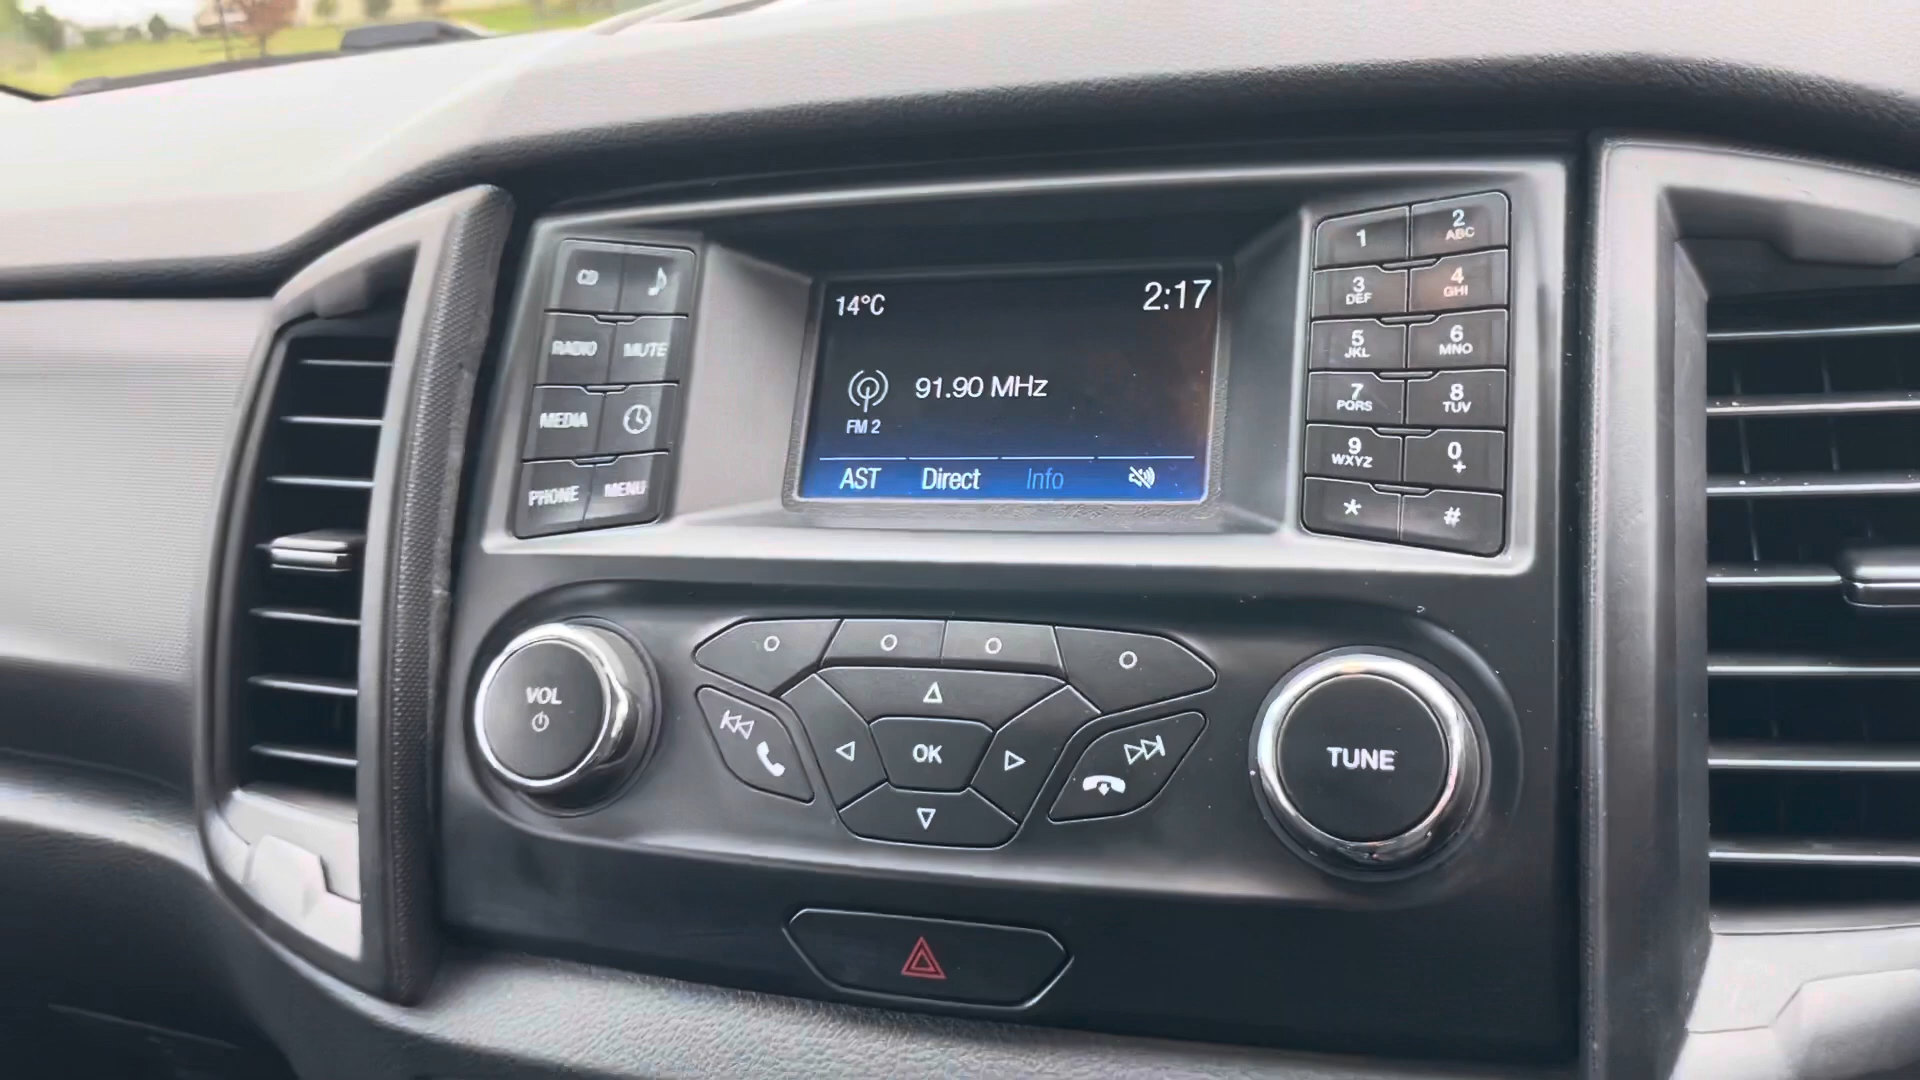 CD
RADIO MUTE
MEDIA
PHONE MENU
14°C 2:17
91.90 MHz
FM 2
AST Direct Info
1 2 ABC
3 DEF 4 GHI
5 JKL 6 MNO
7 PQRS 8 TUV
9 WXYZ 0 +
* #
VOL
OK
TUNE